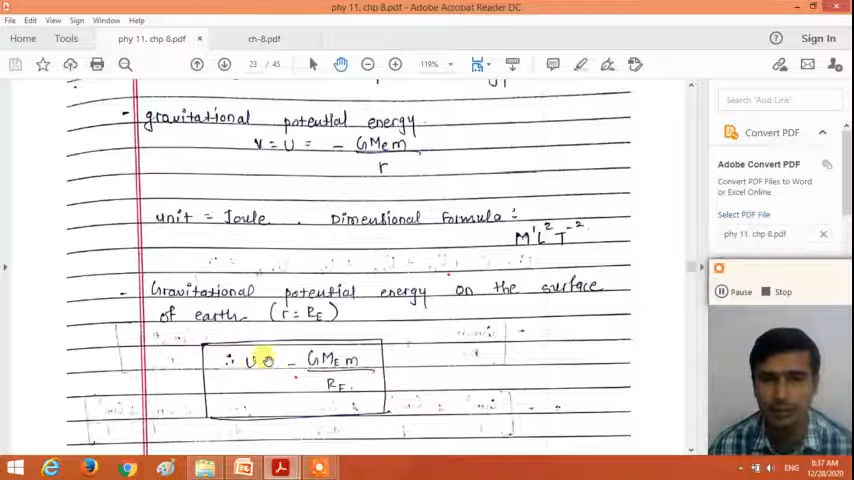 phy 11. chp 8.pdf - Adobe Acrobat Reader DC
File Edit View Sign Window Help
Home Tools phy 11. chp 8.pdf × ch-8.pdf Sign In
23 / 45 119%
- gravitational potential energy.
V = U = - GMem
r
unit = Joule . Dimensional formula :
M¹L²T⁻².
- Gravitational potential energy on the surface
of earth. (r = RE)
∴ U = - GMEm
RE.
Search 'Add Link'
Convert PDF
Adobe Convert PDF
Convert PDF Files to Word
or Excel Online
Select PDF File
phy 11. chp 8.pdf ×
Pause Stop
ENG
8:37 AM
12/28/2020